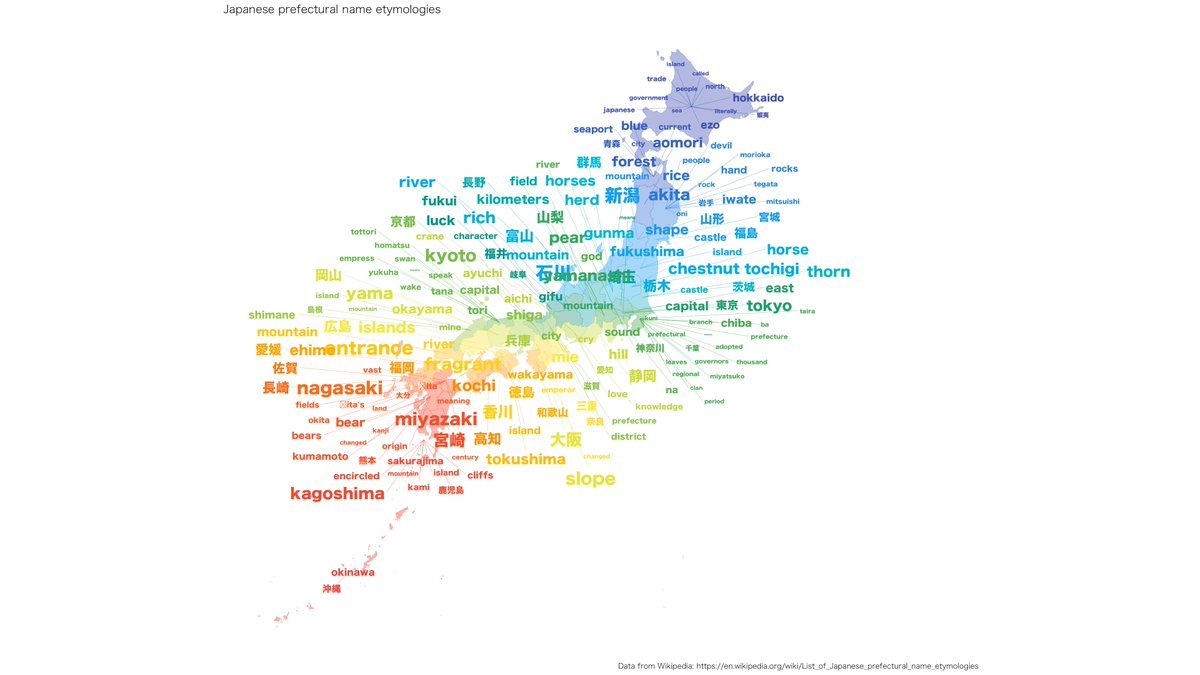 Japanese prefectural name etymologies
island
called
trade
people
north
government
hokkaido
japanese
sea
literally
蝦夷
seaport
blue
current
ezo
青森
city
aomori
devil
river
群馬
forest
people
morioka
river
長野
field
horses
mountain
rice
hand
rocks
rock
tegata
fukui
kilometers
herd
新潟
akita
岩手
iwate
mitsuishi
京都
luck
rich
山梨
means
oni
山形
宮城
tottori
crane
character
富山
pear
gunma
shape
castle
福島
homatsu
kyoto
福井
mountain
god
fukushima
island
horse
empress
swan
岡山
yukuha
speak
ayuchi
岐阜
石川
yamanashi
埼玉
chestnut
tochigi
thorn
wake
tana
capital
栃木
castle
茨城
east
island
yama
aichi
gifu
mountain
capital
東京
tokyo
shimane
島根
mountain
okayama
tori
shiga
taira
kuni
branch
chiba
ba
mountain
広島
islands
mine
sound
prefectural
prefecture
愛媛
ehime
entrance
river
兵庫
city
cry
神奈川
千葉
adopted
佐賀
vast
福岡
fragrant
mie
hill
leaves
governors
thousand
愛知
regional
miyatsuko
長崎
nagasaki
大分
ita
kochi
wakayama
静岡
徳島
emperor
滋賀
na
clan
love
period
fields
ita's
land
meaning
香川
和歌山
三重
knowledge
okita
bear
miyazaki
奈良
prefecture
bears
changed
kanji
宮崎
高知
island
大阪
district
origin
kumamoto
熊本
sakurajima
century
tokushima
changed
encircled
mountain
island
cliffs
slope
kagoshima
kami
鹿児島
okinawa
沖縄
Data from Wikipedia: https://en.wikipedia.org/wiki/List_of_Japanese_prefectural_name_etymologies